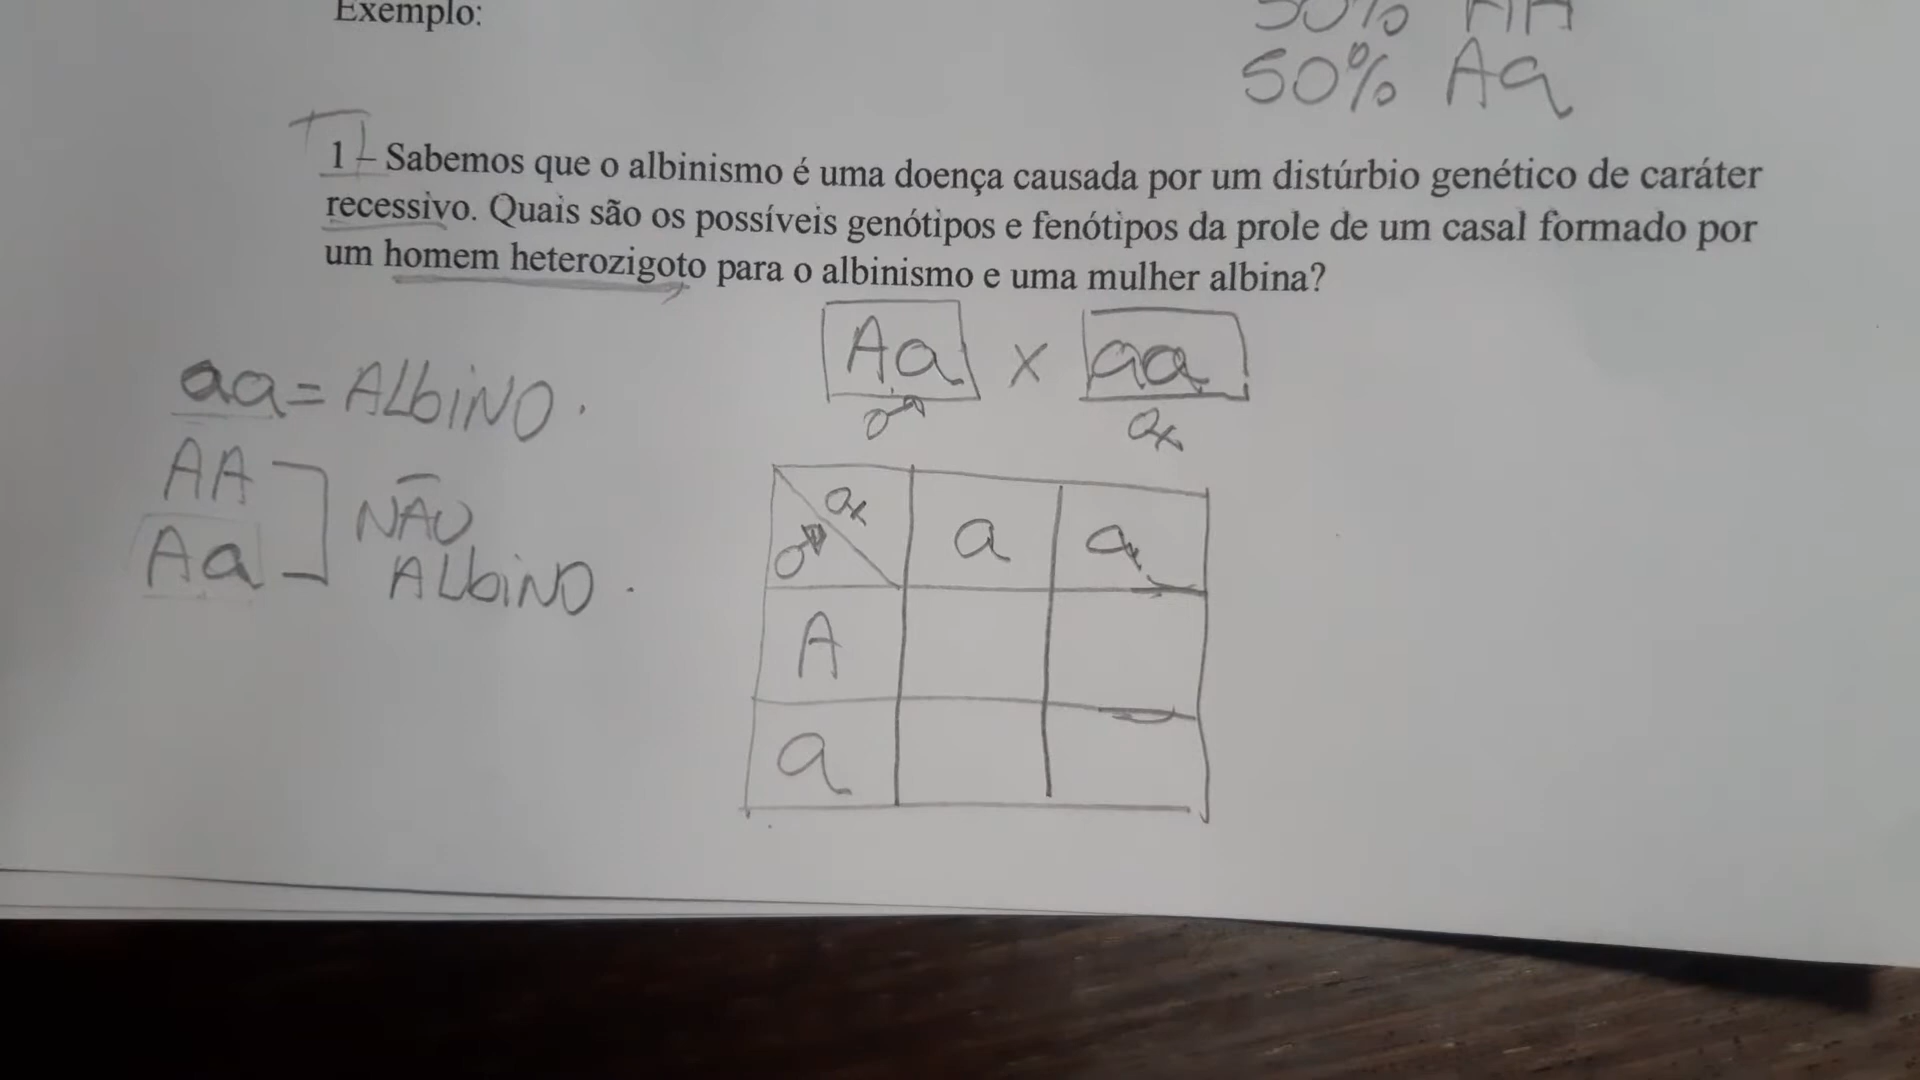 Exemplo:
50% AA
50% Aa
1 – Sabemos que o albinismo é uma doença causada por um distúrbio genético de caráter
recessivo. Quais são os possíveis genótipos e fenótipos da prole de um casal formado por
um homem heterozigoto para o albinismo e uma mulher albina?
Aa x aa
♂ ♀
aa = ALbiNO.
AA
Aa
NÃO
ALbiNO.
♂ ♀ a a
A
a